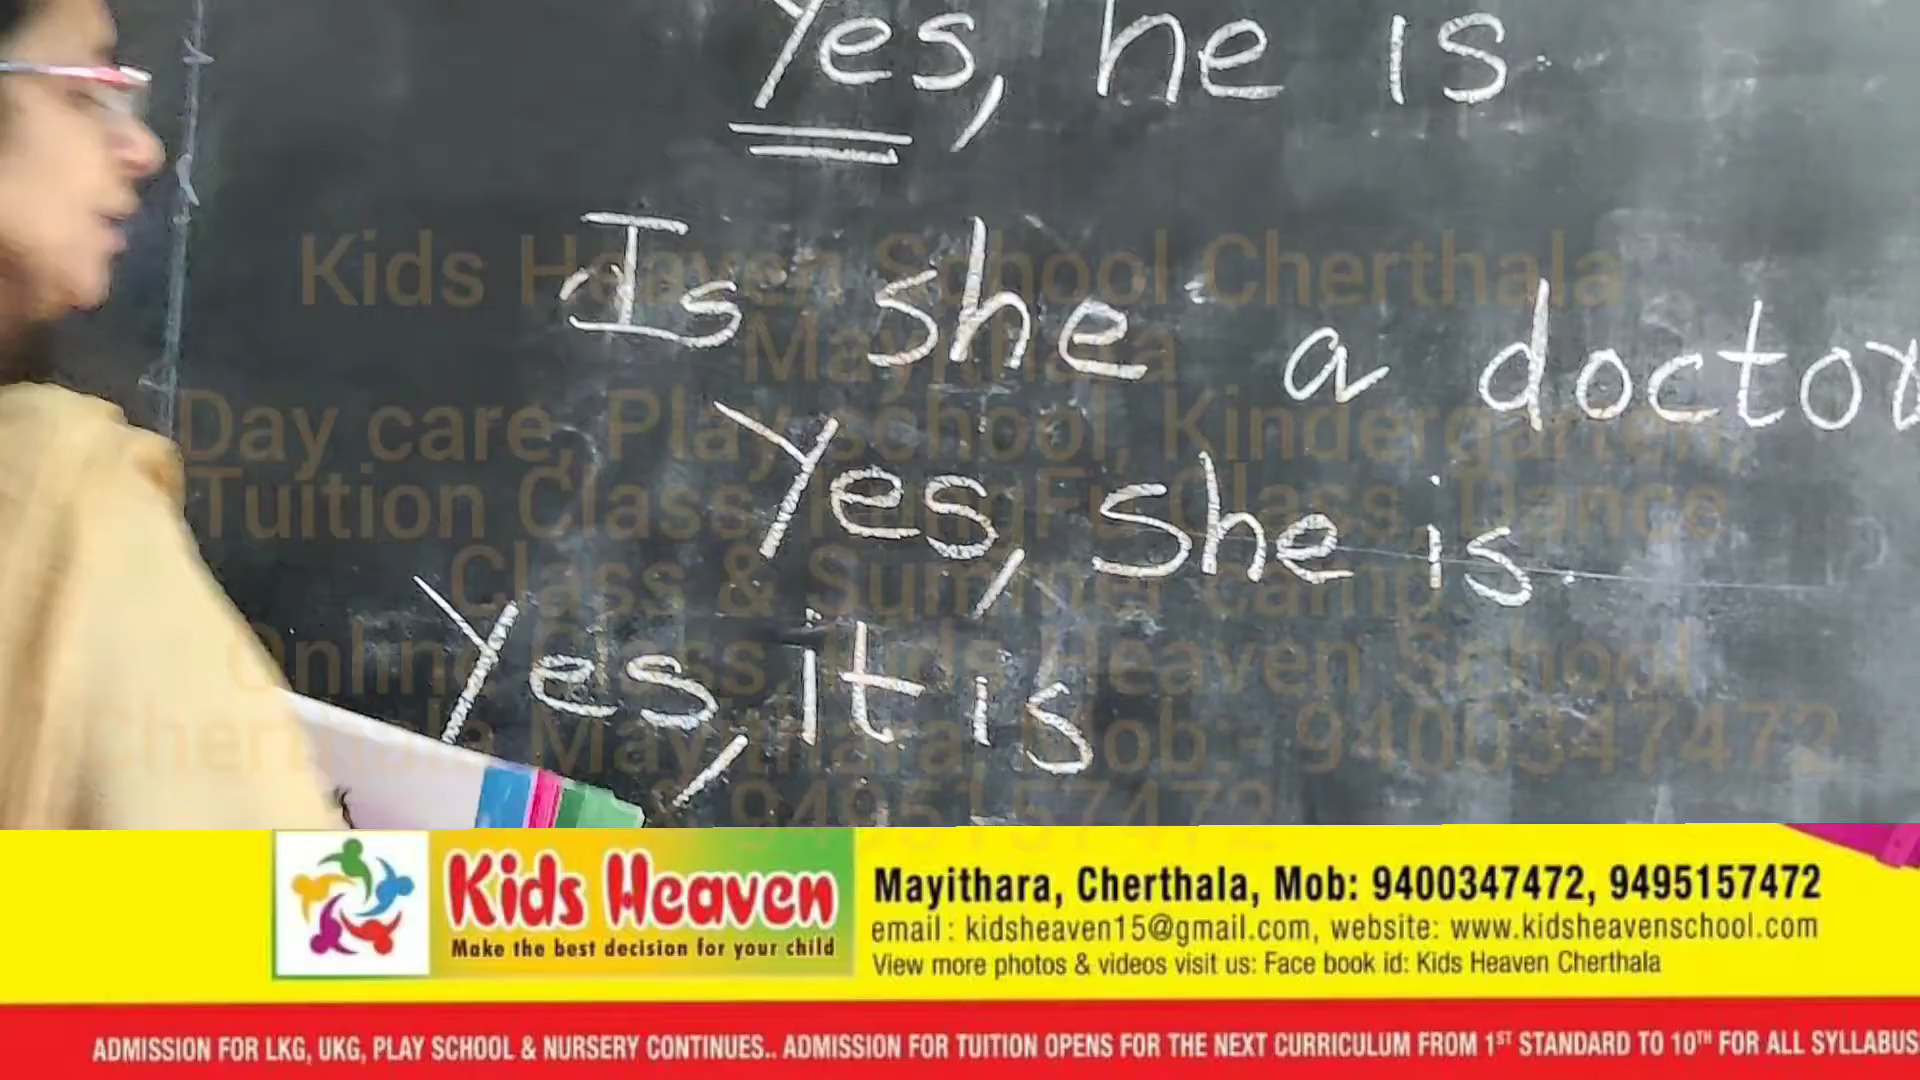 Yes, he is.
Is she a doctor
Yes, She is.
Yes, it is
Kids Heaven School Cherthala
Mayithara
Day care, Play school, Kindergarten,
Tuition Class, Class, Dance
Class & Summer camp.
Online Class, Kids Heaven School
Cherthala Mayithara, Mob:- 9400347472
9495157472
Kids Heaven
Make the best decision for your child
Mayithara, Cherthala, Mob: 9400347472, 9495157472
email : kidsheaven15@gmail.com, website: www.kidsheavenschool.com
View more photos & videos visit us: Face book id: Kids Heaven Cherthala
ADMISSION FOR LKG, UKG, PLAY SCHOOL & NURSERY CONTINUES.. ADMISSION FOR TUITION OPENS FOR THE NEXT CURRICULUM FROM 1ST STANDARD TO 10TH FOR ALL SYLLABUS